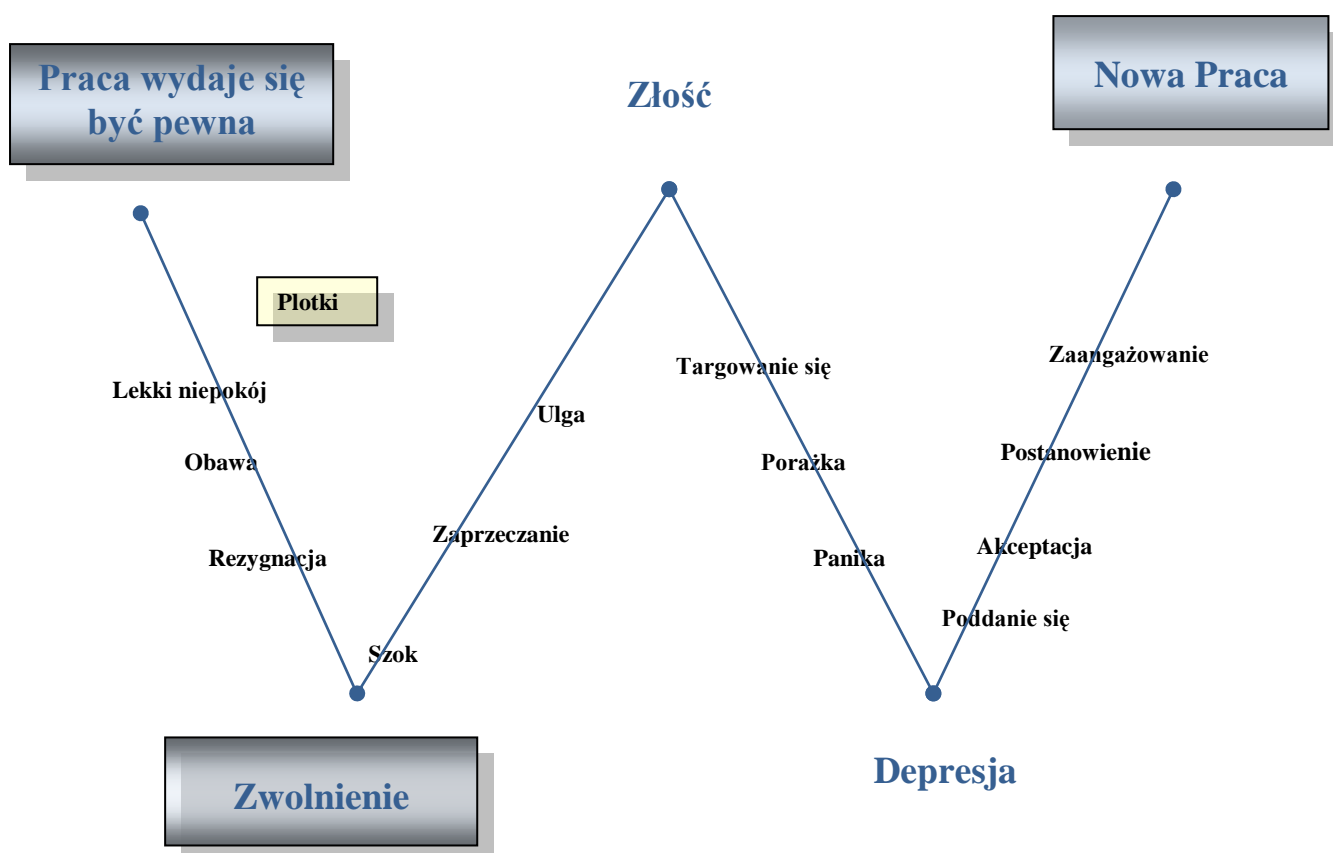 Praca wydaje się
być pewna
Złość
Nowa Praca
Plotki
Lekki niepokój
Obawa
Rezygnacja
Szok
Zaprzeczanie
Ulga
Targowanie się
Porażka
Panika
Poddanie się
Akceptacja
Postanowienie
Zaangażowanie
Zwolnienie
Depresja